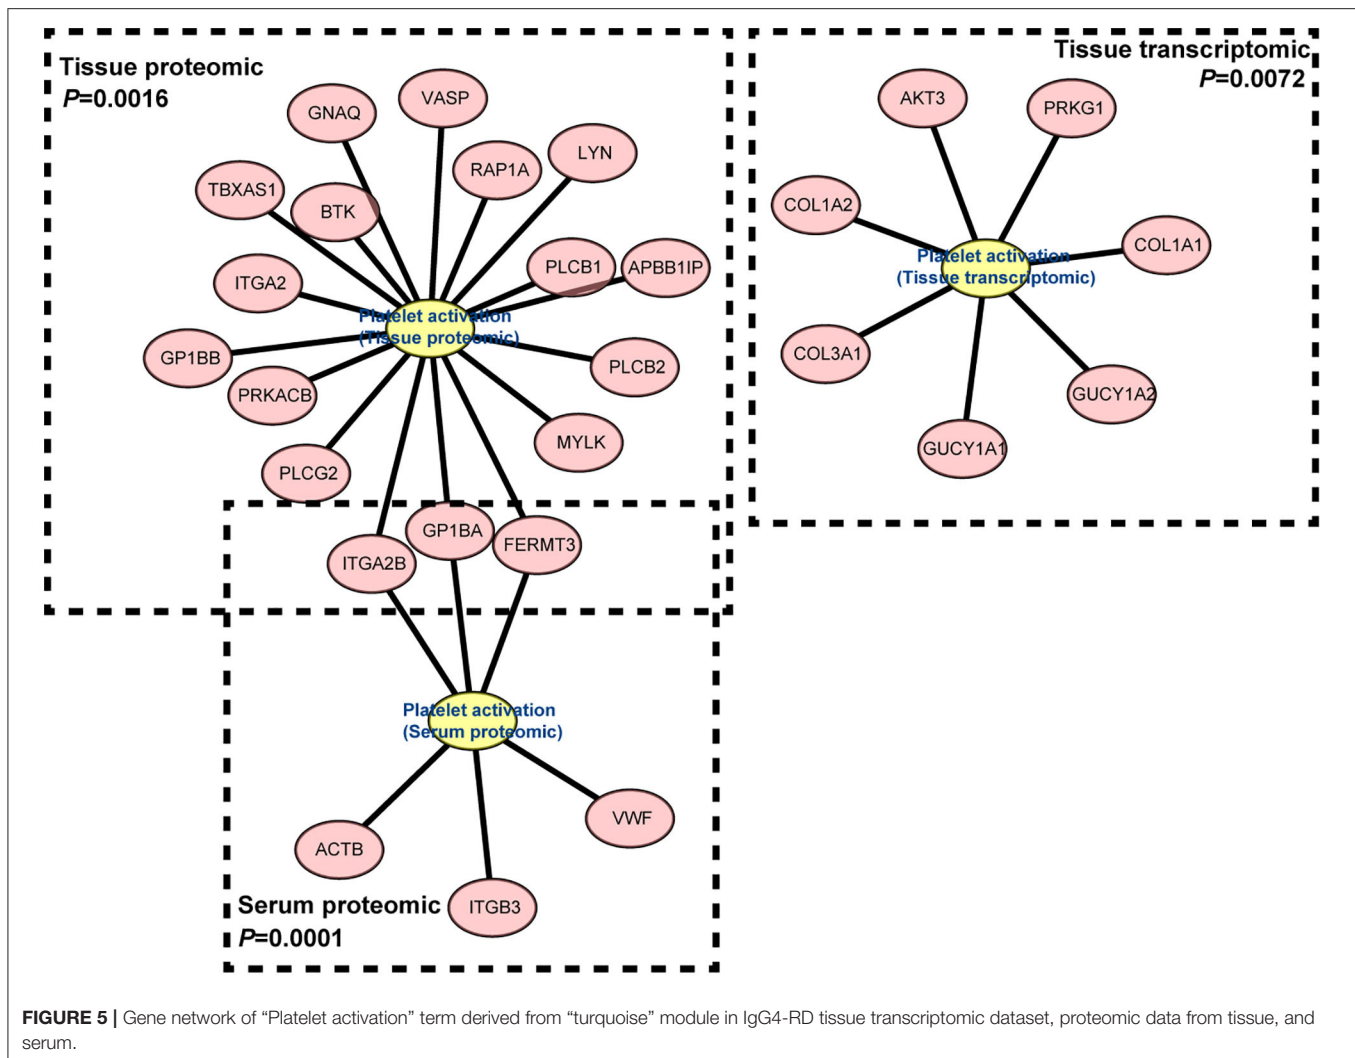 Tissue proteomic
P=0.0016
GNAQ
VASP
RAP1A
LYN
TBXAS1
BTK
PLCB1
APBB1IP
ITGA2
Platelet activation
(Tissue proteomic)
GP1BB
PLCB2
PRKACB
MYLK
PLCG2
GP1BA
FERMT3
ITGA2B
Platelet activation
(Serum proteomic)
VWF
ACTB
ITGB3
Serum proteomic
P=0.0001
Tissue transcriptomic
P=0.0072
AKT3
PRKG1
COL1A2
COL1A1
Platelet activation
(Tissue transcriptomic)
COL3A1
GUCY1A2
GUCY1A1
FIGURE 5 | Gene network of “Platelet activation” term derived from “turquoise” module in IgG4-RD tissue transcriptomic dataset, proteomic data from tissue, and
serum.